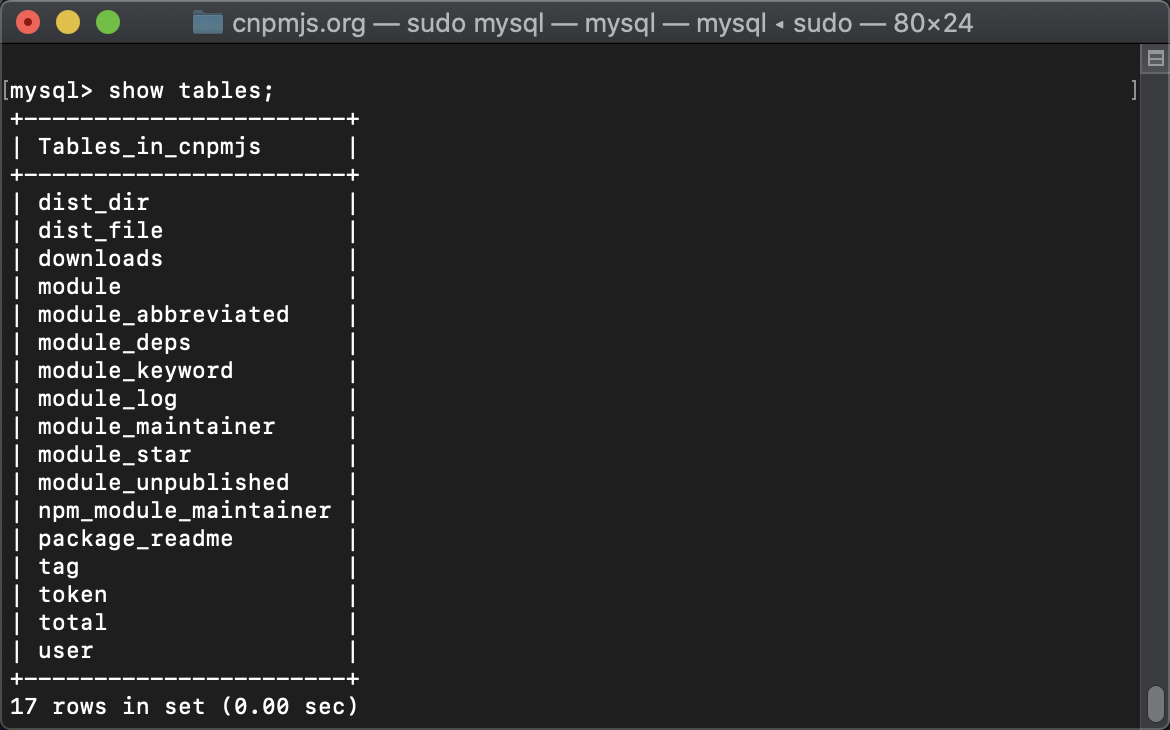 cnpmjs.org — sudo mysql — mysql — mysql ◂ sudo — 80×24
[mysql> show tables; ]
+-----------------------+
| Tables_in_cnpmjs      |
+-----------------------+
| dist_dir              |
| dist_file             |
| downloads             |
| module                |
| module_abbreviated    |
| module_deps           |
| module_keyword        |
| module_log            |
| module_maintainer     |
| module_star           |
| module_unpublished    |
| npm_module_maintainer |
| package_readme        |
| tag                   |
| token                 |
| total                 |
| user                  |
+-----------------------+
17 rows in set (0.00 sec)